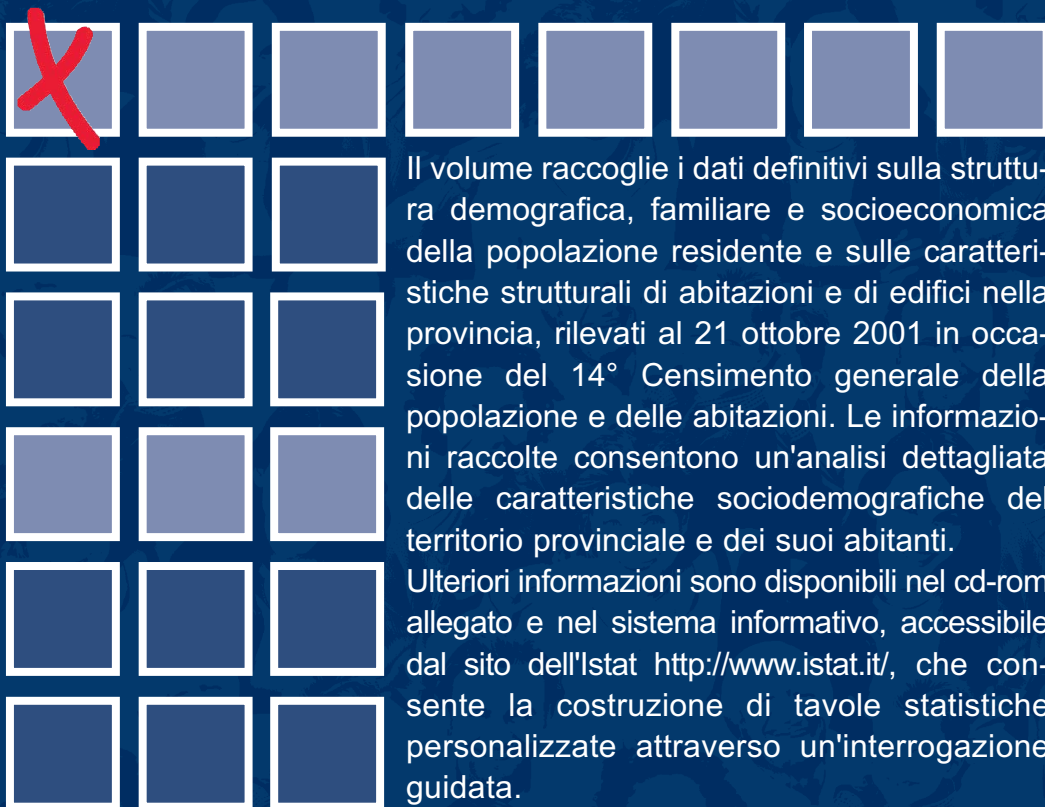 Il volume raccoglie i dati definitivi sulla struttu-
ra demografica, familiare e socioeconomica
della popolazione residente e sulle caratteri-
stiche strutturali di abitazioni e di edifici nella
provincia, rilevati al 21 ottobre 2001 in occa-
sione del 14° Censimento generale della
popolazione e delle abitazioni. Le informazio-
ni raccolte consentono un'analisi dettagliata
delle caratteristiche sociodemografiche del
territorio provinciale e dei suoi abitanti.
Ulteriori informazioni sono disponibili nel cd-rom
allegato e nel sistema informativo, accessibile
dal sito dell'Istat http://www.istat.it/, che con-
sente la costruzione di tavole statistiche
personalizzate attraverso un'interrogazione
guidata.